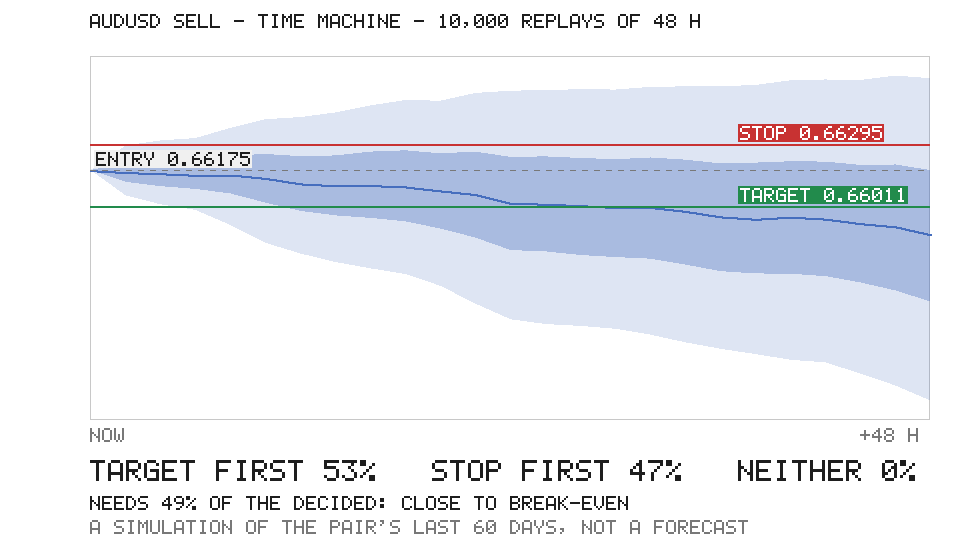 AUDUSD SELL - TIME MACHINE - 10,000 REPLAYS OF 48 H
STOP 0.66295
ENTRY 0.66175
TARGET 0.66011
NOW +48 H
TARGET FIRST 53% STOP FIRST 47% NEITHER 0%
NEEDS 49% OF THE DECIDED: CLOSE TO BREAK-EVEN
A SIMULATION OF THE PAIR'S LAST 60 DAYS, NOT A FORECAST